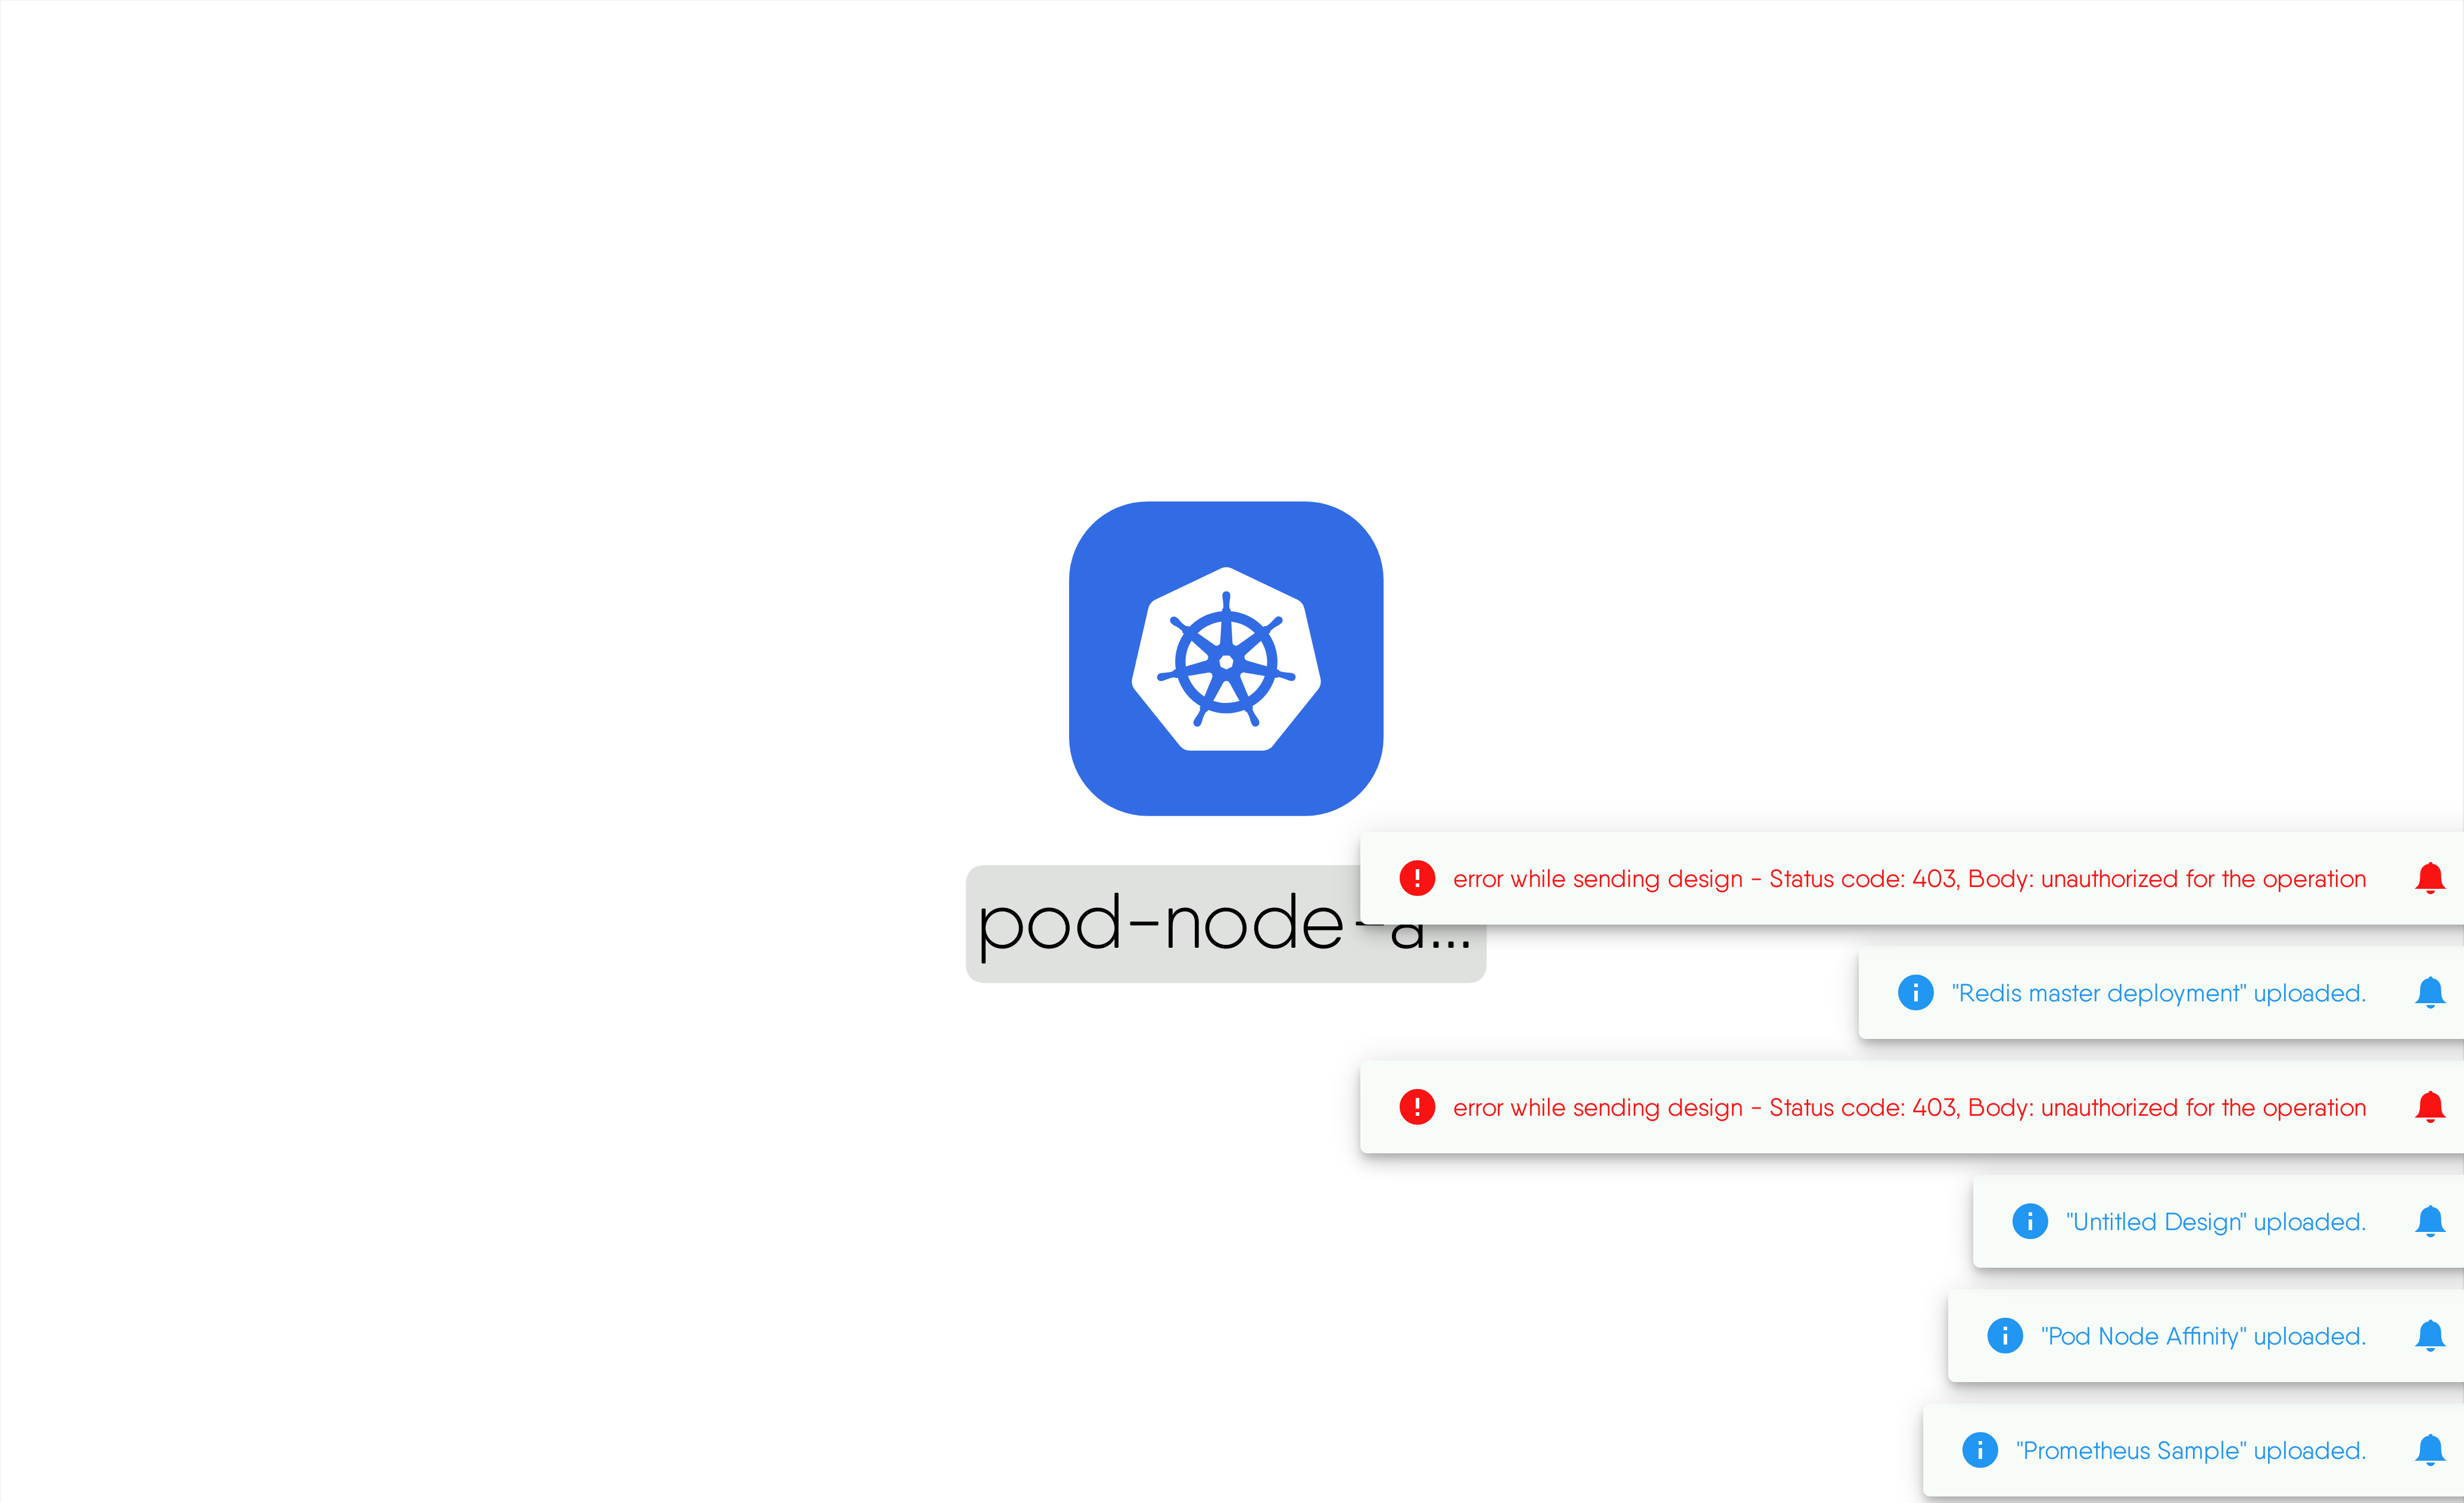 error while sending design - Status code: 403, Body: unauthorized for the operation
pod-node-a...
"Redis master deployment" uploaded.
error while sending design - Status code: 403, Body: unauthorized for the operation
"Untitled Design" uploaded.
"Pod Node Affinity" uploaded.
"Prometheus Sample" uploaded.